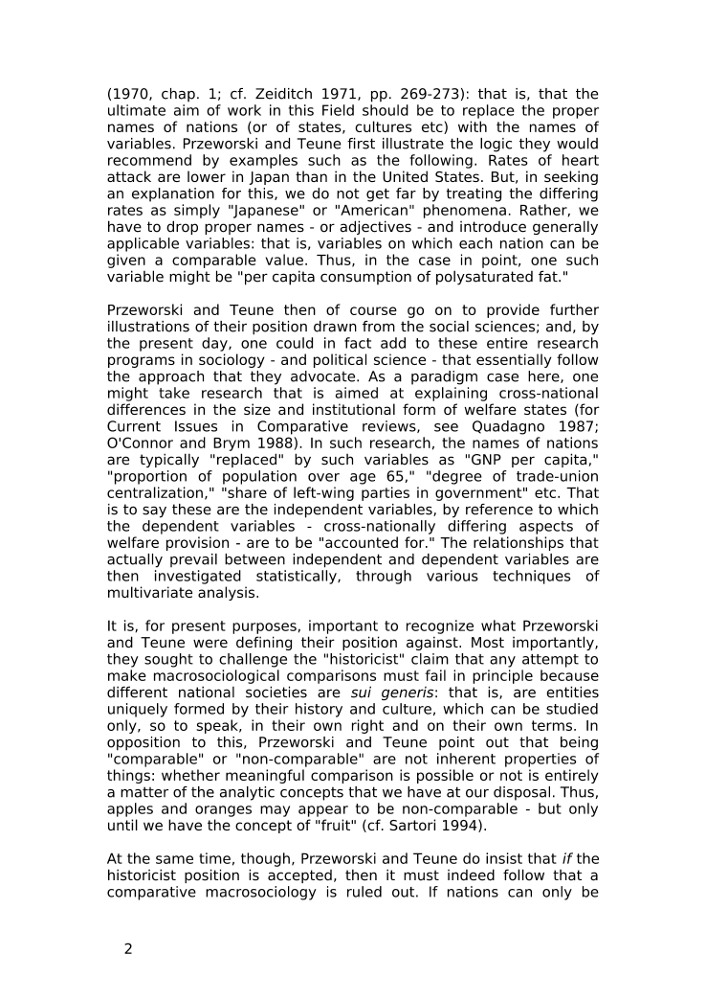 (1970, chap. 1; cf. Zeiditch 1971, pp. 269-273): that is, that the
ultimate aim of work in this Field should be to replace the proper
names of nations (or of states, cultures etc) with the names of
variables. Przeworski and Teune first illustrate the logic they would
recommend by examples such as the following. Rates of heart
attack are lower in Japan than in the United States. But, in seeking
an explanation for this, we do not get far by treating the differing
rates as simply "Japanese" or "American" phenomena. Rather, we
have to drop proper names - or adjectives - and introduce generally
applicable variables: that is, variables on which each nation can be
given a comparable value. Thus, in the case in point, one such
variable might be "per capita consumption of polysaturated fat."
Przeworski and Teune then of course go on to provide further
illustrations of their position drawn from the social sciences; and, by
the present day, one could in fact add to these entire research
programs in sociology - and political science - that essentially follow
the approach that they advocate. As a paradigm case here, one
might take research that is aimed at explaining cross-national
differences in the size and institutional form of welfare states (for
Current Issues in Comparative reviews, see Quadagno 1987;
O'Connor and Brym 1988). In such research, the names of nations
are typically "replaced" by such variables as "GNP per capita,"
"proportion of population over age 65," "degree of trade-union
centralization," "share of left-wing parties in government" etc. That
is to say these are the independent variables, by reference to which
the dependent variables - cross-nationally differing aspects of
welfare provision - are to be "accounted for." The relationships that
actually prevail between independent and dependent variables are
then investigated statistically, through various techniques of
multivariate analysis.
It is, for present purposes, important to recognize what Przeworski
and Teune were defining their position against. Most importantly,
they sought to challenge the "historicist" claim that any attempt to
make macrosociological comparisons must fail in principle because
different national societies are sui generis: that is, are entities
uniquely formed by their history and culture, which can be studied
only, so to speak, in their own right and on their own terms. In
opposition to this, Przeworski and Teune point out that being
"comparable" or "non-comparable" are not inherent properties of
things: whether meaningful comparison is possible or not is entirely
a matter of the analytic concepts that we have at our disposal. Thus,
apples and oranges may appear to be non-comparable - but only
until we have the concept of "fruit" (cf. Sartori 1994).
At the same time, though, Przeworski and Teune do insist that if the
historicist position is accepted, then it must indeed follow that a
comparative macrosociology is ruled out. If nations can only be
2